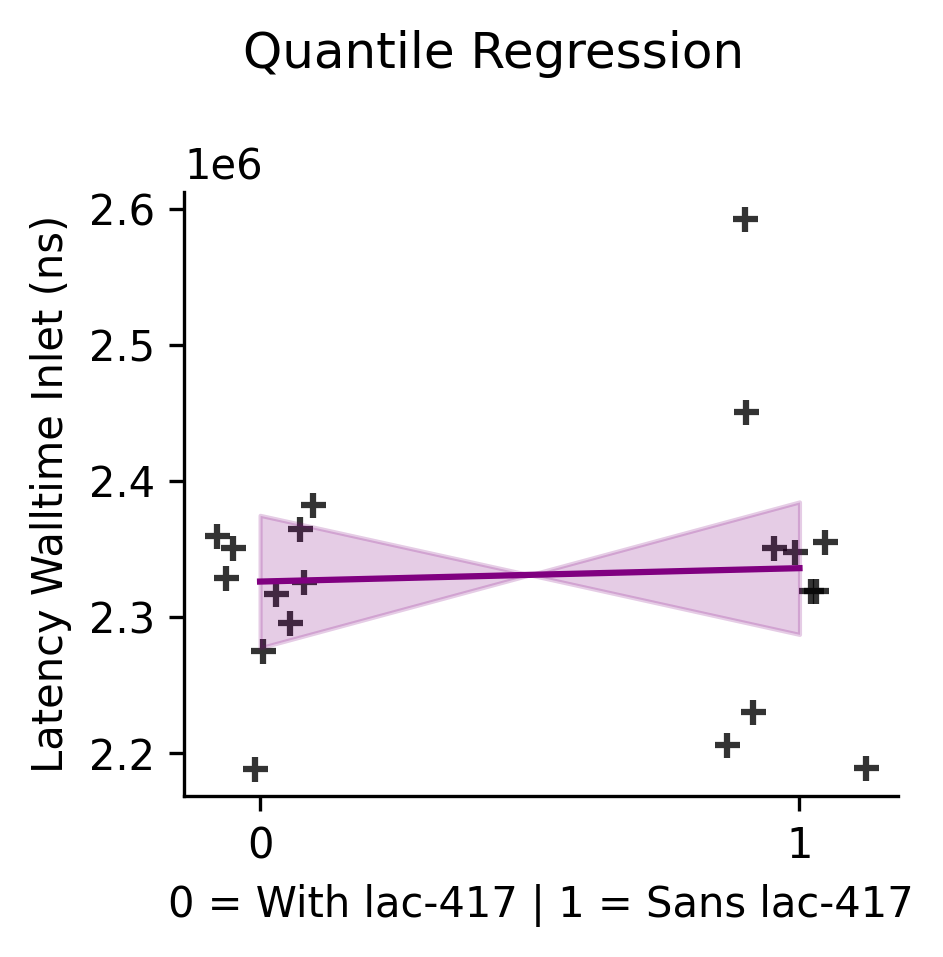 Quantile Regression
1e6
2.6
2.5
2.4
2.3
2.2
Latency Walltime Inlet (ns)
0 1
0 = With lac-417 | 1 = Sans lac-417